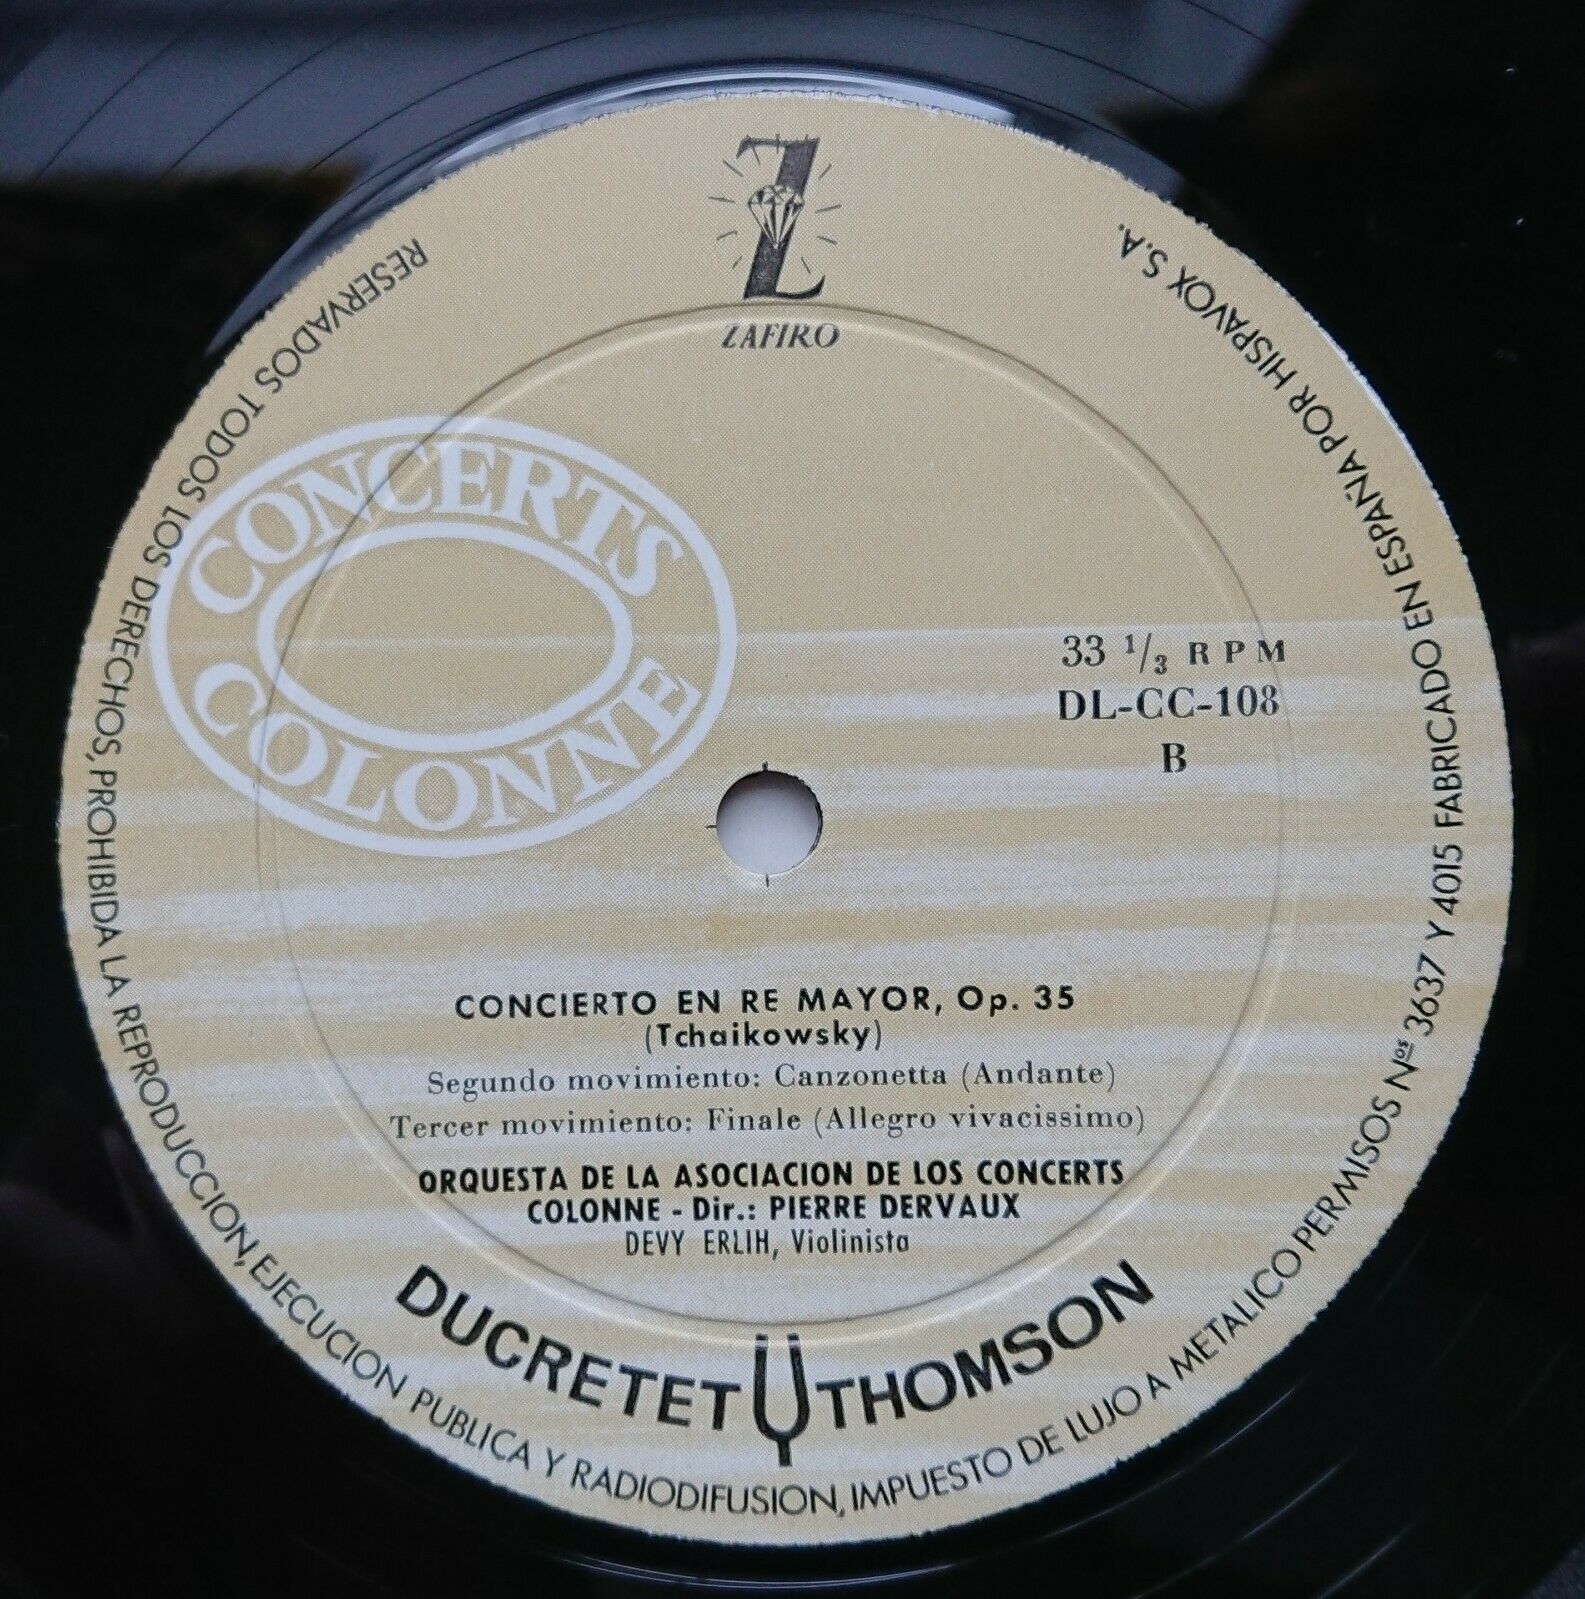 Z
ZAFIRO
CONCERTS
COLONNE
33 1/3 RPM
DL-CC-108
B
CONCIERTO EN RE MAYOR, Op. 35
(Tchaikowsky)
Segundo movimiento: Canzonetta (Andante)
Tercer movimiento: Finale (Allegro vivacissimo)
ORQUESTA DE LA ASOCIACION DE LOS CONCERTS
COLONNE - Dir.: PIERRE DERVAUX
DEVY ERLIH, Violinista
DUCRETET THOMSON
RESERVADOS TODOS LOS DERECHOS, PROHIBIDA LA REPRODUCCION, EJECUCION PUBLICA Y RADIODIFUSION, IMPUESTO DE LUJO A METALICO PERMISOS Nos 3637 Y 4015 FABRICADO EN ESPAÑA POR HISPAVOX S.A.